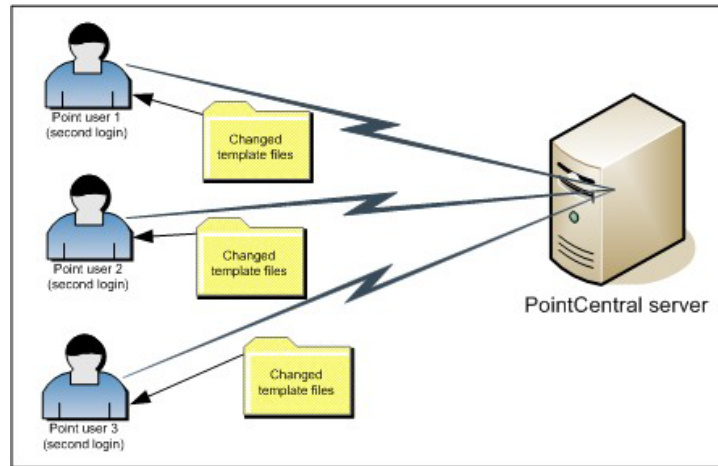 Point user 1
(second login)
Changed
template files
Point user 2
(second login)
Changed
template files
PointCentral server
Point user 3
(second login)
Changed
template files